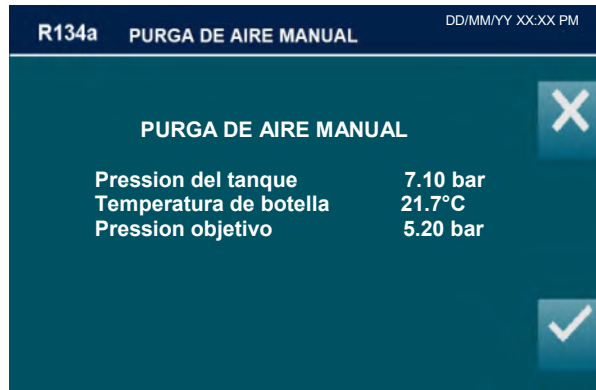 R134a PURGA DE AIRE MANUAL DD/MM/YY XX:XX PM
PURGA DE AIRE MANUAL
Pression del tanque 7.10 bar
Temperatura de botella 21.7°C
Pression objetivo 5.20 bar